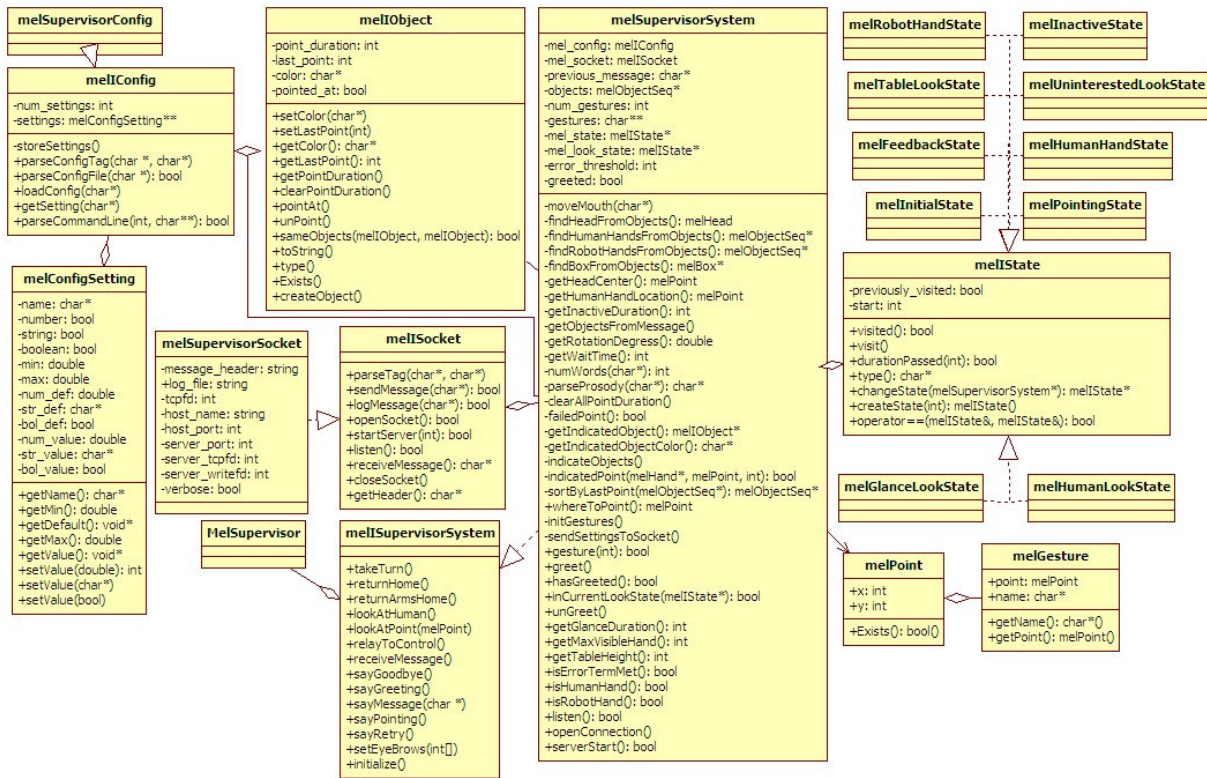 melSupervisorConfig
melIConfig
-num_settings: int
-settings: melConfigSetting**
-storeSettings()
+parseConfigTag(char *, char*)
+parseConfigFile(char *): bool
+loadConfig(char*)
+getSetting(char*)
+parseCommandLine(int, char**): bool
melConfigSetting
-name: char*
-number: bool
-string: bool
-boolean: bool
-min: double
-max: double
-num_def: double
-str_def: char*
-bol_def: bool
-num_value: double
-str_value: char*
-bol_value: bool
+getName(): char*
+getMin(): double
+getDefault(): void*
+getMax(): double
+getValue(): void*
+setValue(double): int
+setValue(char*)
+setValue(bool)
melIObject
-point_duration: int
-last_point: int
-color: char*
-pointed_at: bool
+setColor(char*)
+setLastPoint(int)
+getColor(): char*
+getLastPoint(): int
+getPointDuration()
+clearPointDuration()
+pointAt()
+unPoint()
+sameObjects(melIObject, melIObject): bool
+toString()
+type()
+Exists()
+createObject()
melSupervisorSocket
-message_header: string
+log_file: string
-tcpfd: int
-host_name: string
-host_port: int
-server_port: int
-server_tcpfd: int
-server_writefd: int
-verbose: bool
melISocket
+parseTag(char*, char*)
+sendMessage(char*): bool
+logMessage(char*): bool
+openSocket(): bool
+startServer(int): bool
+listen(): bool
+receiveMessage(): char*
+closeSocket()
+getHeader(): char*
MelSupervisor
melISupervisorSystem
+takeTurn()
+returnHome()
+returnArmsHome()
+lookAtHuman()
+lookAtPoint(melPoint)
+relayToControl()
+receiveMessage()
+sayGoodbye()
+sayGreeting()
+sayMessage(char *)
+sayPointing()
+sayRetry()
+setEyeBrows(int[])
+initialize()
melSupervisorSystem
-mel_config: melIConfig
-mel_socket: melISocket
-previous_message: char*
-objects: melObjectSeq*
-num_gestures: int
-gestures: char**
-mel_state: melIState*
-mel_look_state: melIState*
-error_threshold: int
-greeted: bool
-moveMouth(char*)
-findHeadFromObjects(): melHead
-findHumanHandsFromObjects(): melObjectSeq*
-findRobotHandsFromObjects(): melObjectSeq*
-findBoxFromObjects(): melBox*
-getHeadCenter(): melPoint
-getHumanHandLocation(): melPoint
-getInactiveDuration(): int
-getObjectsFromMessage()
-getRotationDegress(): double
-getWaitTime(): int
-numWords(char*): int
-parseProsody(char*): char*
-clearAllPointDuration()
-failedPoint(): bool
-getIndicatedObject(): melIObject*
-getIndicatedObjectColor(): char*
-indicateObjects()
-indicatedPoint(melHand*, melPoint, int): bool
-sortByLastPoint(melObjectSeq*): melObjectSeq*
+whereToPoint(): melPoint
-initGestures()
-sendSettingsToSocket()
+gesture(int): bool
+greet()
+hasGreeted(): bool
+inCurrentLookState(melIState*): bool
+unGreet()
+getGlanceDuration(): int
+getMaxVisibleHand(): int
+getTableHeight(): int
+isErrorTermMet(): bool
+isHumanHand(): bool
+isRobotHand(): bool
+listen(): bool
+openConnection()
+serverStart(): bool
melRobotHandState
melInactiveState
melTableLookState
melUninterestedLookState
melFeedbackState
melHumanHandState
melInitialState
melPointingState
melIState
-previously_visited: bool
-start: int
+visited(): bool
+visit()
+durationPassed(int): bool
+type(): char*
+changeState(melSupervisorSystem*): melIState*
+createState(int): melIState()
+operator==(melIState&, melIState&): bool
melGlanceLookState
melHumanLookState
melPoint
+x: int
+y: int
+Exists(): bool()
melGesture
+point: melPoint
+name: char*
+getName(): char*()
+getPoint(): melPoint()